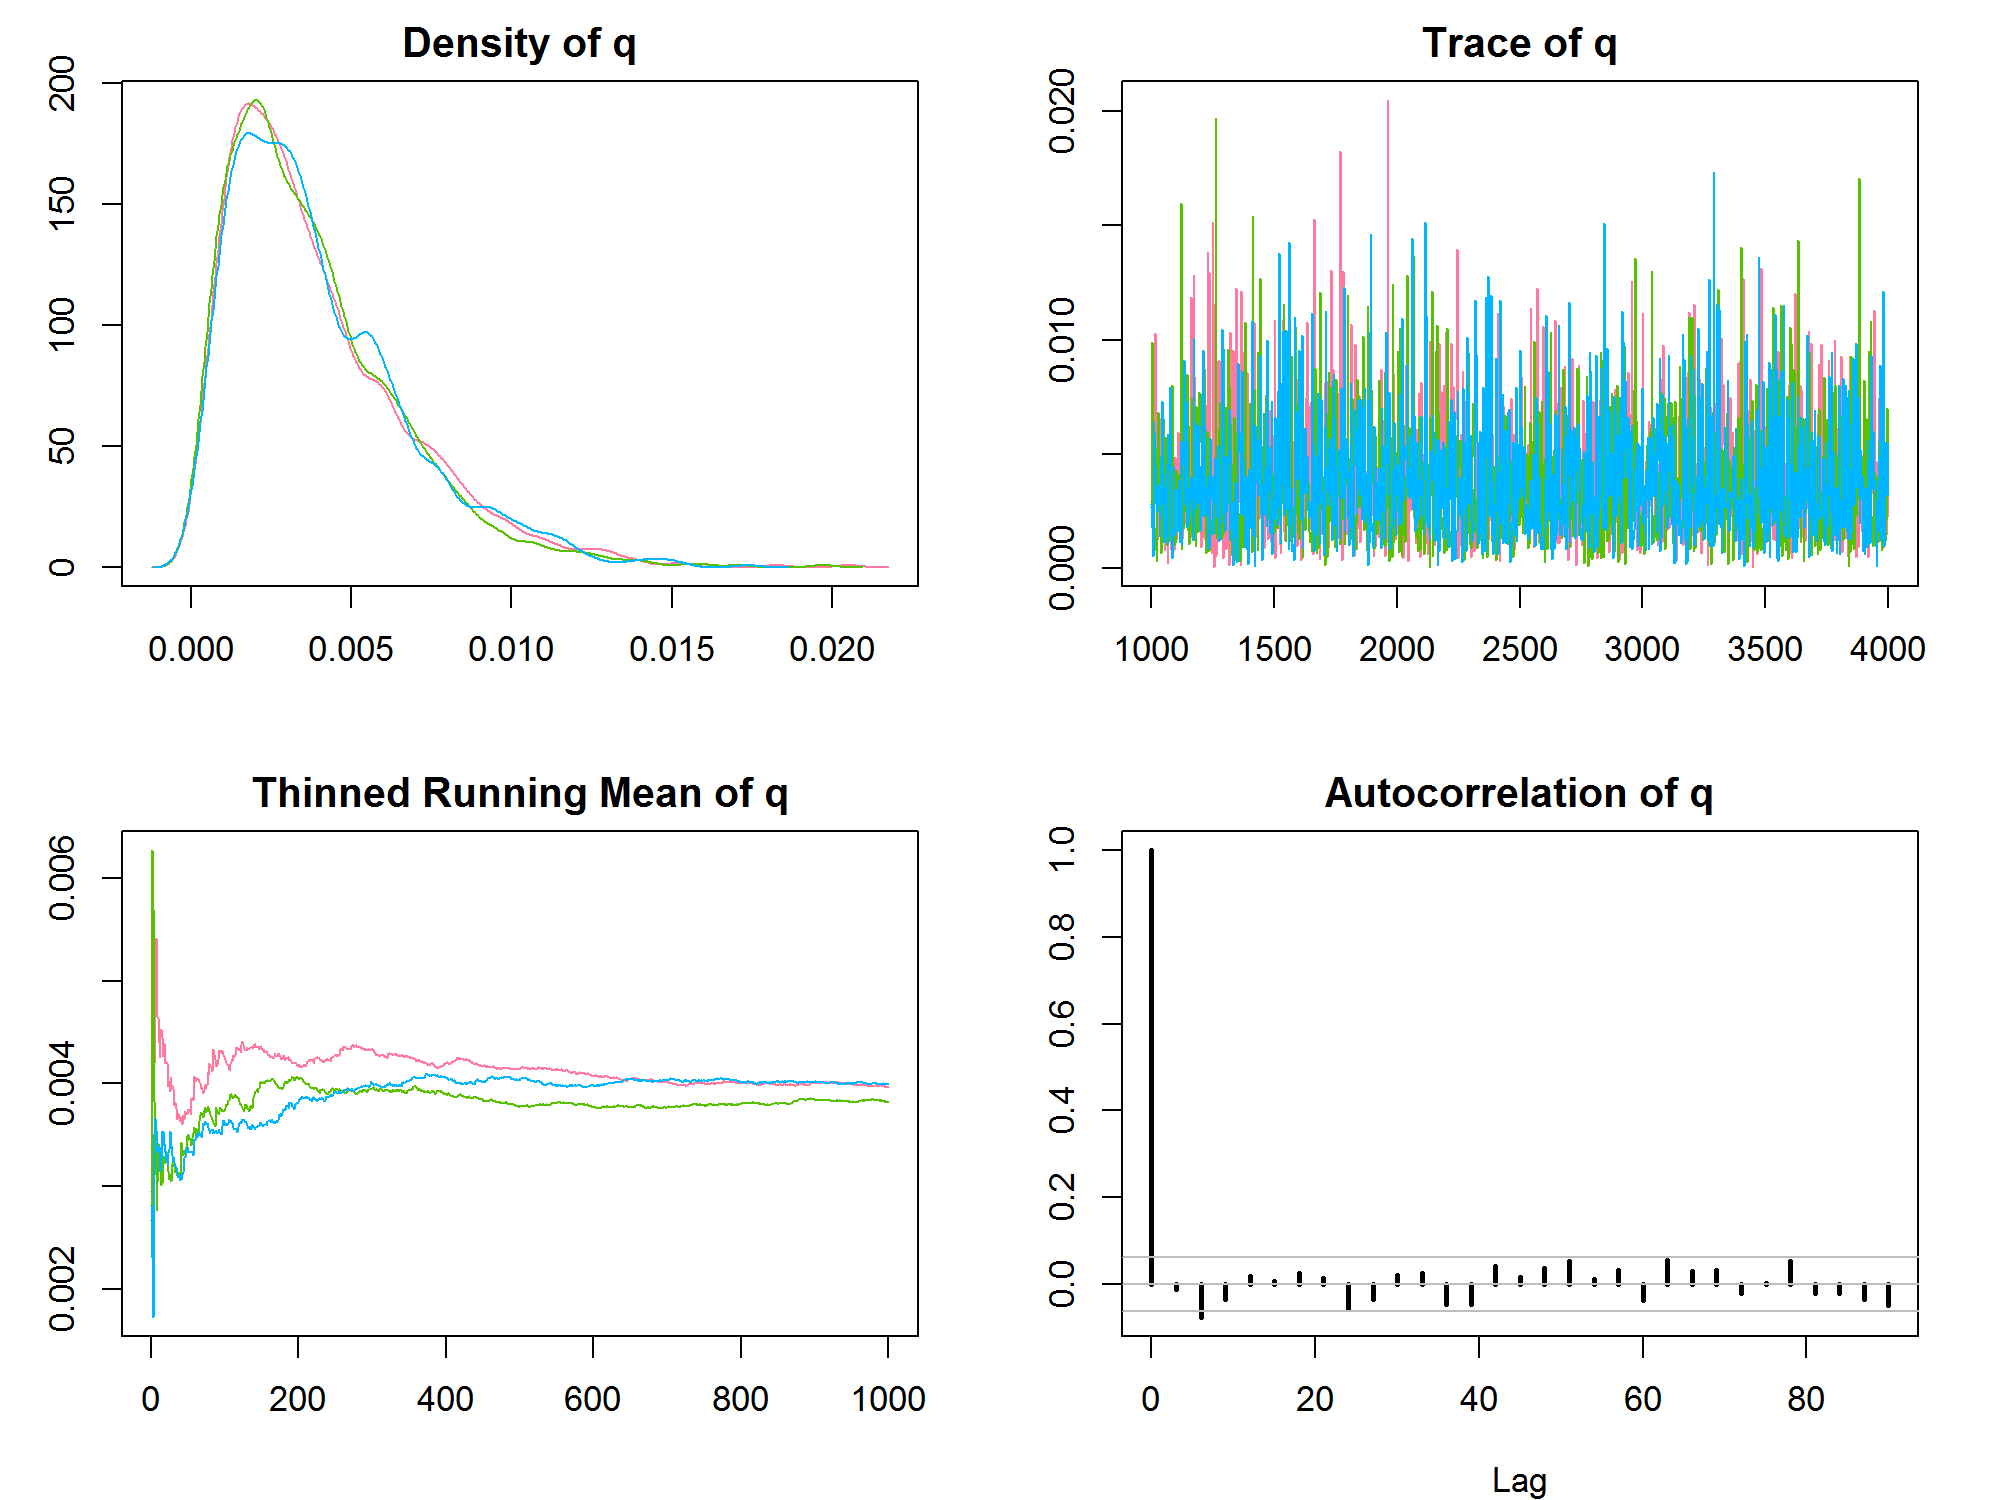 Density of q
200
150
100
50
0
0.000 0.005 0.010 0.015 0.020
Trace of q
0.020
0.010
0.000
1000 1500 2000 2500 3000 3500 4000
Thinned Running Mean of q
0.006
0.004
0.002
0 200 400 600 800 1000
Autocorrelation of q
1.0
0.8
0.6
0.4
0.2
0.0
0 20 40 60 80
Lag